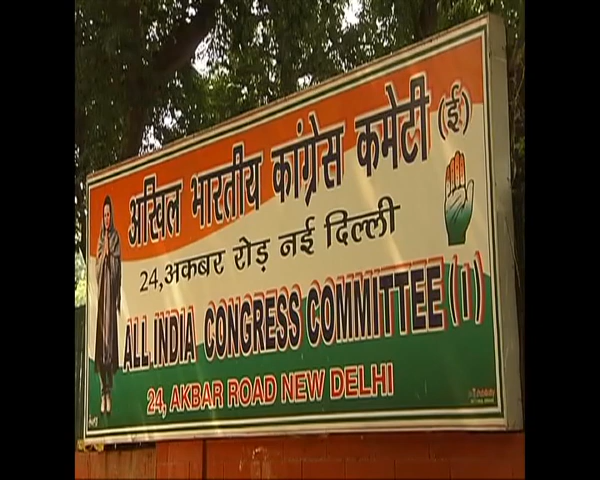 अखिल भारतीय कांग्रेस कमेटी (ई)
24,अकबर रोड़ नई दिल्ली
ALL INDIA CONGRESS COMMITTEE (I)
24, AKBAR ROAD NEW DELHI